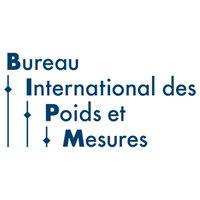 Bureau
International des
Poids et
Mesures